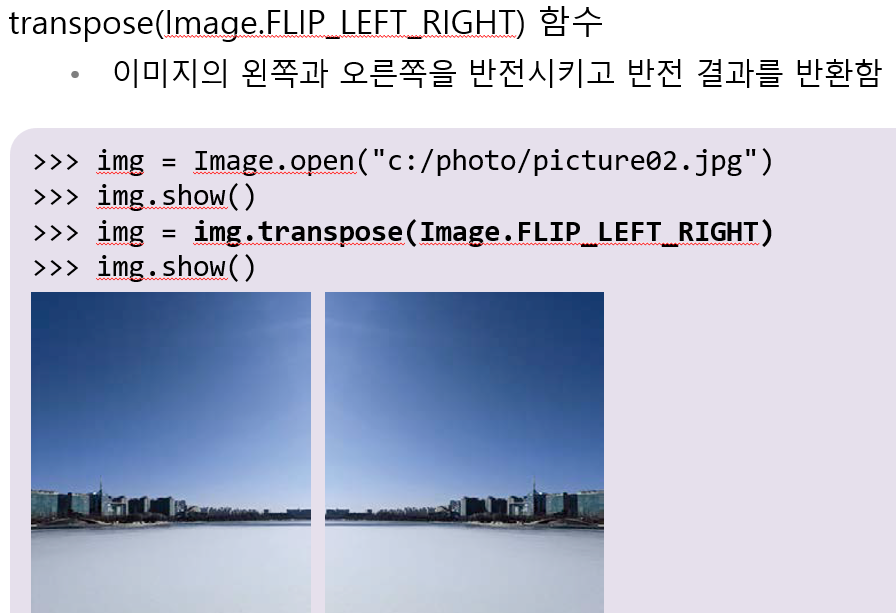 transpose(Image.FLIP_LEFT_RIGHT) 함수
• 이미지의 왼쪽과 오른쪽을 반전시키고 반전 결과를 반환함
>>> img = Image.open("c:/photo/picture02.jpg")
>>> img.show()
>>> img = img.transpose(Image.FLIP_LEFT_RIGHT)
>>> img.show()